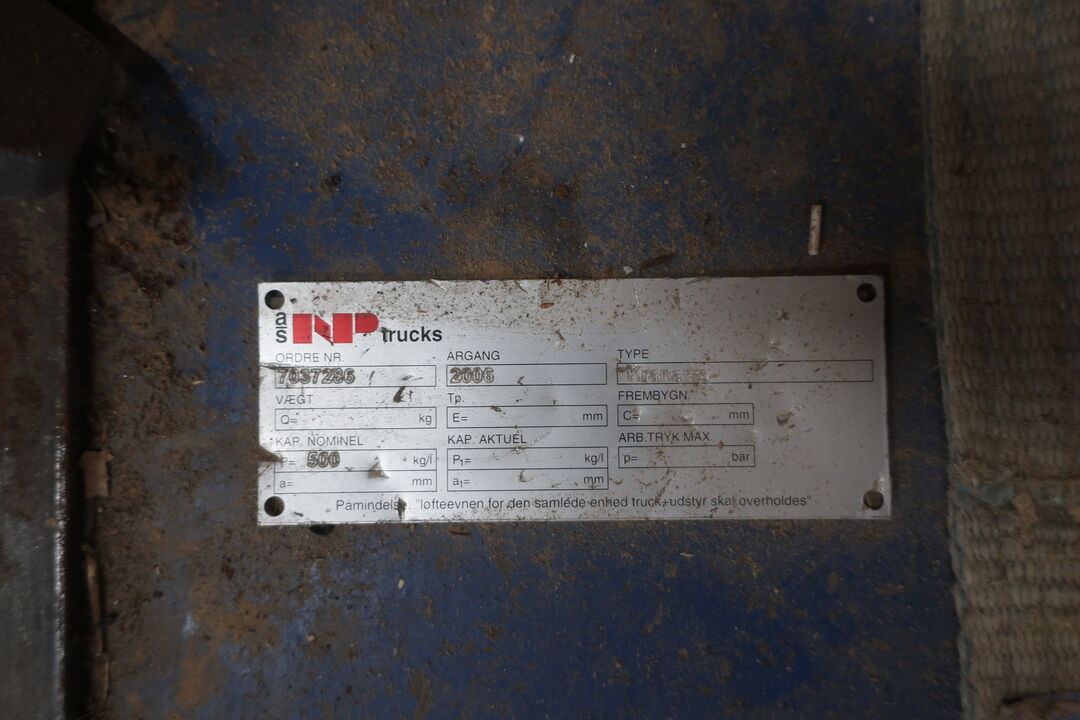 a/s NP trucks
ORDRE NR. ARGANG TYPE
7037286 2006
VÆGT Tp. FREMBYGN.
Q= kg E= mm C= mm
KAP. NOMINEL KAP. AKTUEL ARB.TRYK MAX.
P= 500 kg/l P1= kg/l p= bar
a= mm a1= mm
Påmindelse: "løfteevnen for den samlede enhed truck+udstyr skal overholdes"